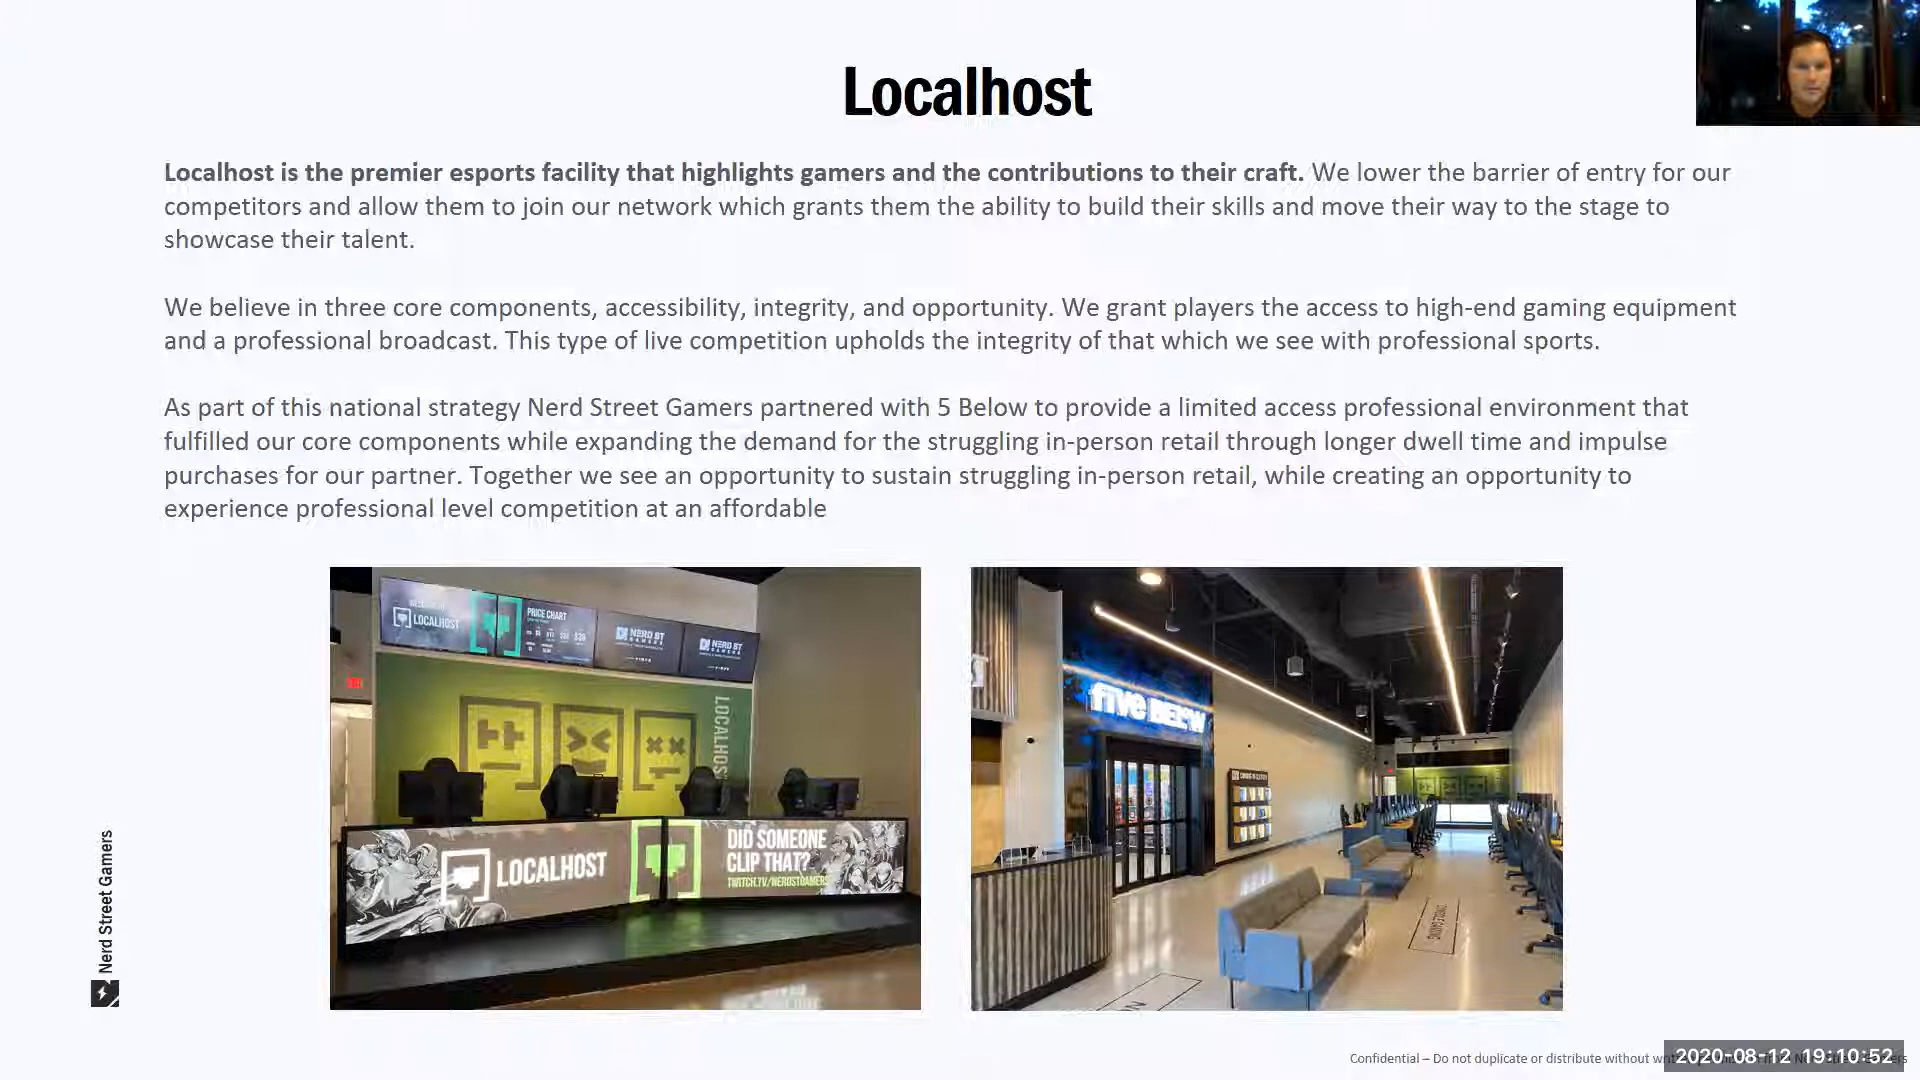 Localhost
Localhost is the premier esports facility that highlights gamers and the contributions to their craft. We lower the barrier of entry for our
competitors and allow them to join our network which grants them the ability to build their skills and move their way to the stage to
showcase their talent.
We believe in three core components, accessibility, integrity, and opportunity. We grant players the access to high-end gaming equipment
and a professional broadcast. This type of live competition upholds the integrity of that which we see with professional sports.
As part of this national strategy Nerd Street Gamers partnered with 5 Below to provide a limited access professional environment that
fulfilled our core components while expanding the demand for the struggling in-person retail through longer dwell time and impulse
purchases for our partner. Together we see an opportunity to sustain struggling in-person retail, while creating an opportunity to
experience professional level competition at an affordable
LOCALHOST
PRICE CHART
NERD ST
GAMERS
NERD ST
GAMERS
LOCALHOST
LOCALHOST
DID SOMEONE
CLIP THAT?
TWITCH.TV/NERDSTGAMERS
five BELOW
Nerd Street Gamers
Confidential – Do not duplicate or distribute without
2020-08-12 19:10:52